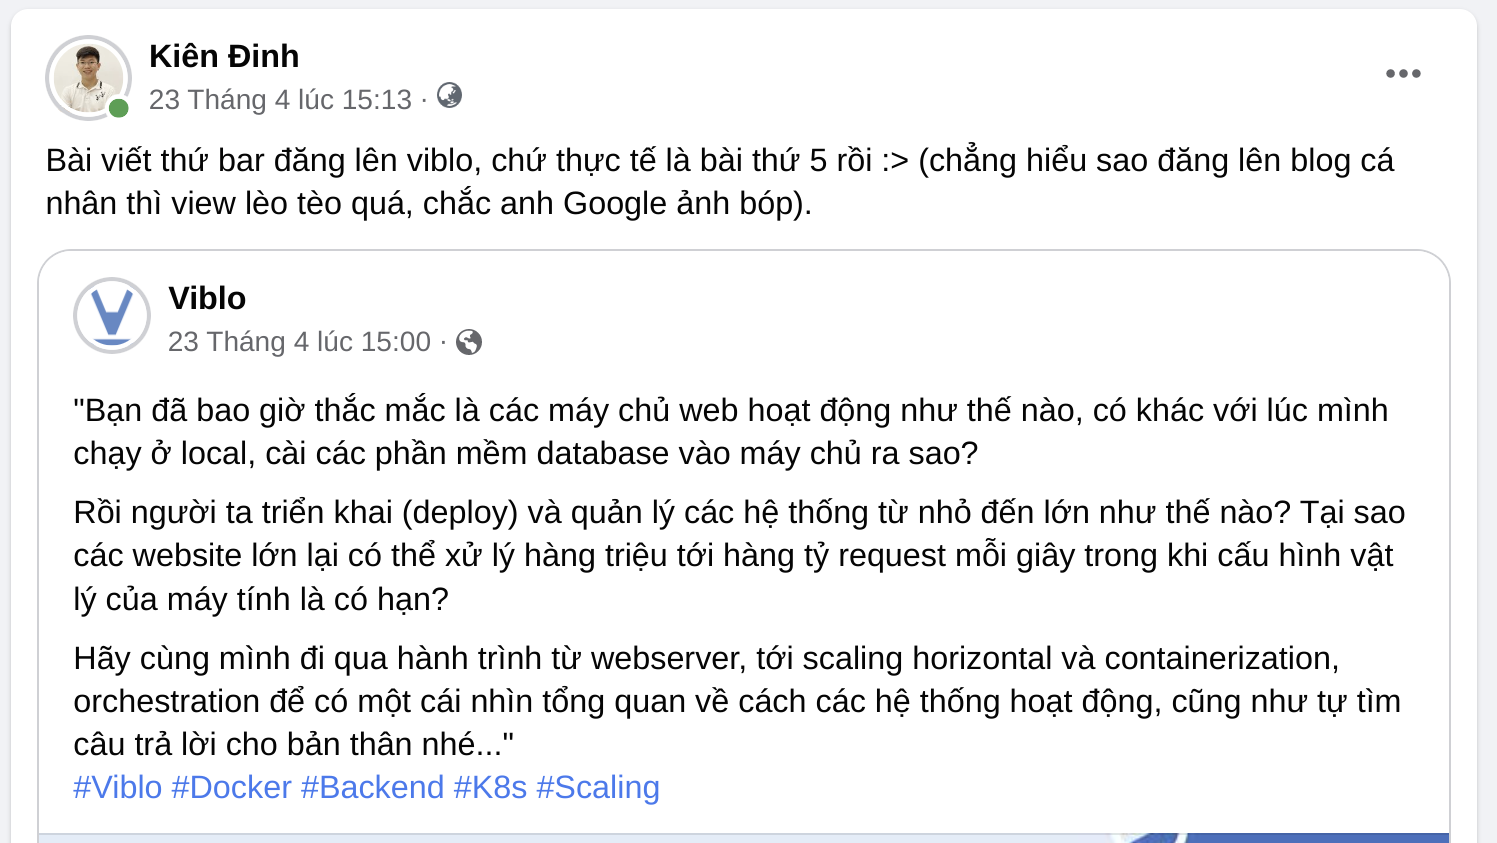 Kiên Đinh
23 Tháng 4 lúc 15:13 ·
Bài viết thứ bar đăng lên viblo, chứ thực tế là bài thứ 5 rồi :> (chẳng hiểu sao đăng lên blog cá
nhân thì view lèo tèo quá, chắc anh Google ảnh bóp).
Viblo
23 Tháng 4 lúc 15:00 ·
"Bạn đã bao giờ thắc mắc là các máy chủ web hoạt động như thế nào, có khác với lúc mình
chạy ở local, cài các phần mềm database vào máy chủ ra sao?
Rồi người ta triển khai (deploy) và quản lý các hệ thống từ nhỏ đến lớn như thế nào? Tại sao
các website lớn lại có thể xử lý hàng triệu tới hàng tỷ request mỗi giây trong khi cấu hình vật
lý của máy tính là có hạn?
Hãy cùng mình đi qua hành trình từ webserver, tới scaling horizontal và containerization,
orchestration để có một cái nhìn tổng quan về cách các hệ thống hoạt động, cũng như tự tìm
câu trả lời cho bản thân nhé..."
#Viblo #Docker #Backend #K8s #Scaling